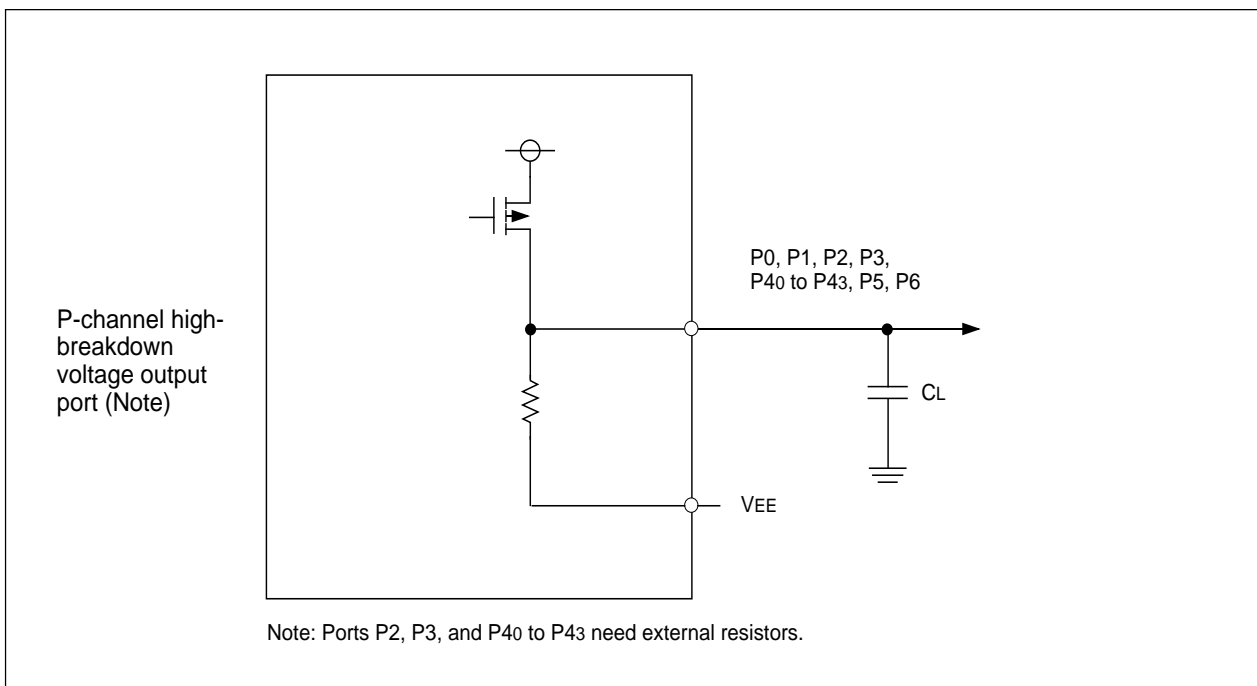 P-channel high-
breakdown
voltage output
port (Note)
P0, P1, P2, P3,
P40 to P43, P5, P6
CL
VEE
Note: Ports P2, P3, and P40 to P43 need external resistors.